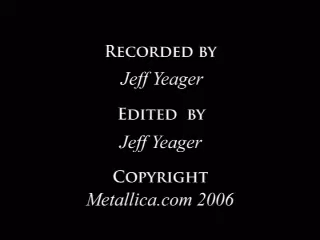 Recorded by
Jeff Yeager
Edited by
Jeff Yeager
Copyright
Metallica.com 2006